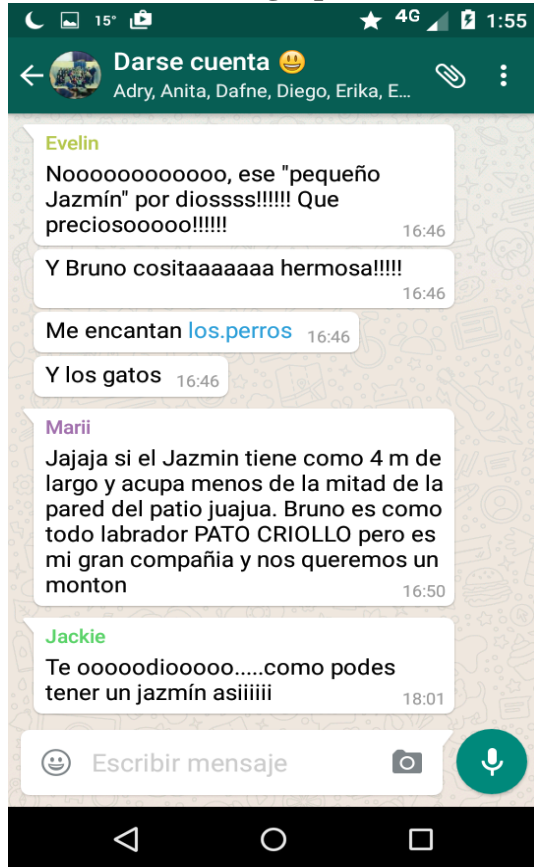 15° 4G 1:55
Darse cuenta 😃
Adry, Anita, Dafne, Diego, Erika, E...
Evelin
Noooooooooooo, ese "pequeño
Jazmín" por diossss!!!!!! Que
preciosooooo!!!!!!
16:46
Y Bruno cositaaaaaaa hermosa!!!!!
16:46
Me encantan los.perros 16:46
Y los gatos 16:46
Marii
Jajaja si el Jazmin tiene como 4 m de
largo y acupa menos de la mitad de la
pared del patio juajua. Bruno es como
todo labrador PATO CRIOLLO pero es
mi gran compañia y nos queremos un
monton
16:50
Jackie
Te ooooodiooooo.....como podes
tener un jazmín asiiiiii
18:01
Escribir mensaje